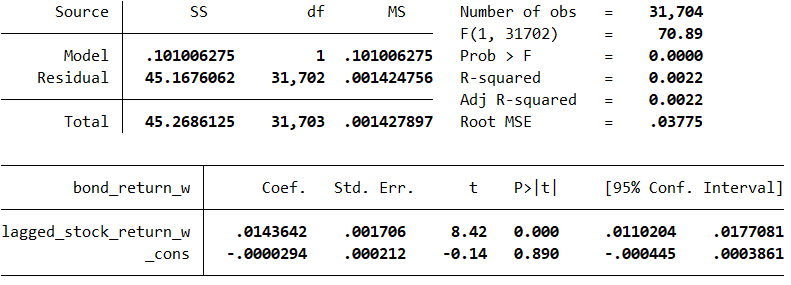 Source SS df MS Number of obs = 31,704
F(1, 31702) = 70.89
Model .101006275 1 .101006275 Prob > F = 0.0000
Residual 45.1676062 31,702 .001424756 R-squared = 0.0022
Adj R-squared = 0.0022
Total 45.2686125 31,703 .001427897 Root MSE = .03775
bond_return_w Coef. Std. Err. t P>|t| [95% Conf. Interval]
lagged_stock_return_w .0143642 .001706 8.42 0.000 .0110204 .0177081
_cons -.0000294 .000212 -0.14 0.890 -.000445 .0003861